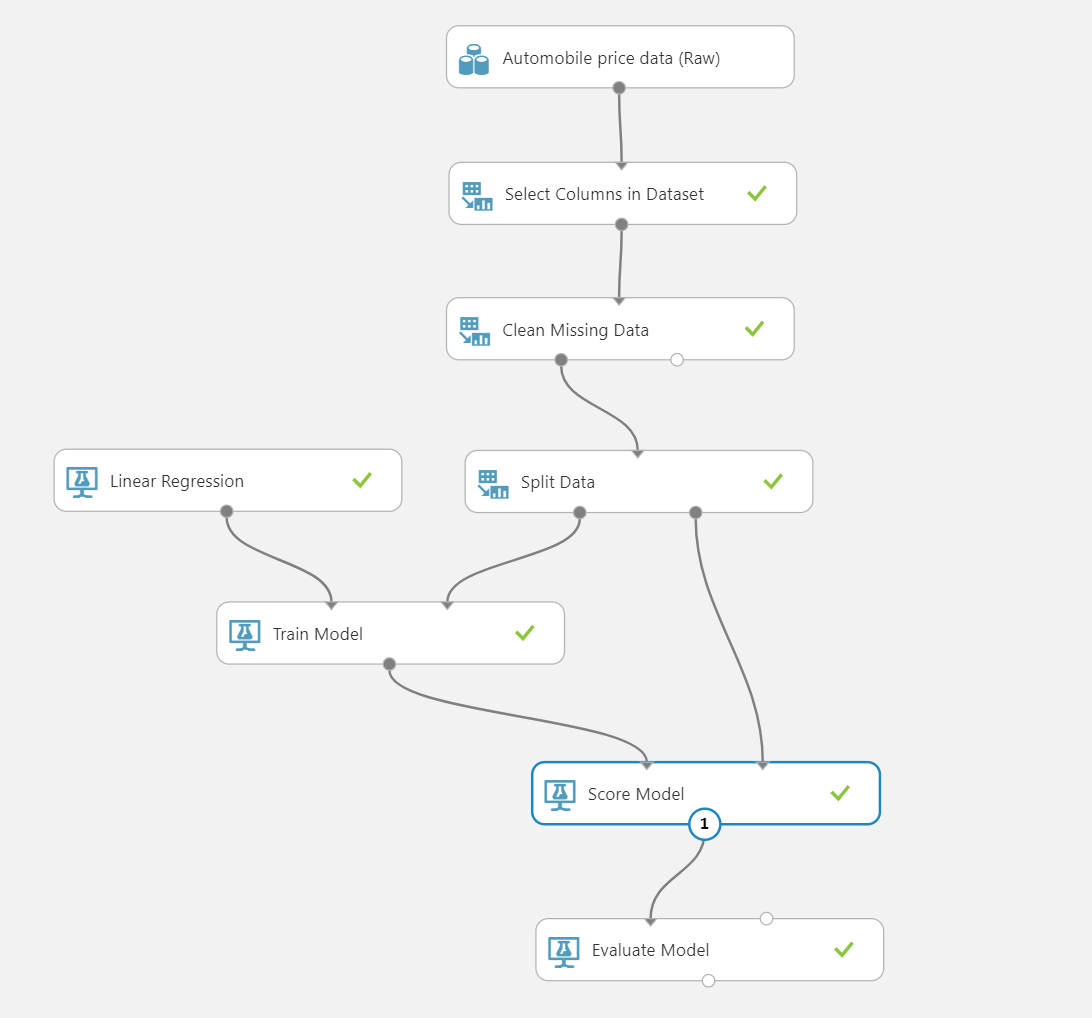 Automobile price data (Raw)
Select Columns in Dataset
Clean Missing Data
Linear Regression
Split Data
Train Model
Score Model
1
Evaluate Model